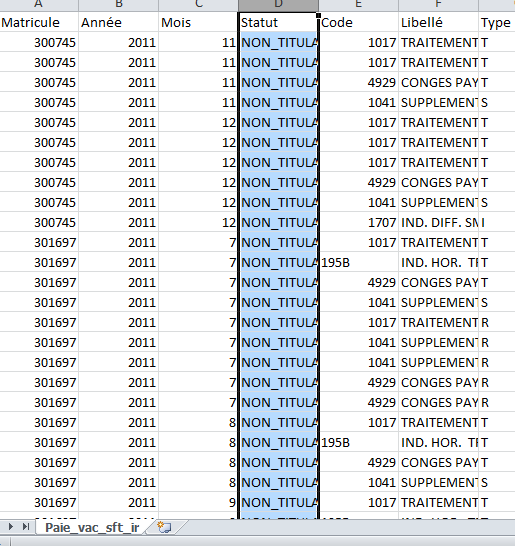 A B C D E F G
Matricule Année Mois Statut Code Libellé Type
300745 2011 11 NON_TITULA 1017 TRAITEMENT T
300745 2011 11 NON_TITULA 1017 TRAITEMENT T
300745 2011 11 NON_TITULA 4929 CONGES PAY T
300745 2011 11 NON_TITULA 1041 SUPPLEMENT S
300745 2011 12 NON_TITULA 1017 TRAITEMENT T
300745 2011 12 NON_TITULA 1017 TRAITEMENT T
300745 2011 12 NON_TITULA 1017 TRAITEMENT T
300745 2011 12 NON_TITULA 4929 CONGES PAY T
300745 2011 12 NON_TITULA 1041 SUPPLEMENT S
300745 2011 12 NON_TITULA 1707 IND. DIFF. SM I
301697 2011 7 NON_TITULA 1017 TRAITEMENT T
301697 2011 7 NON_TITULA 195B IND. HOR. TI T
301697 2011 7 NON_TITULA 4929 CONGES PAY T
301697 2011 7 NON_TITULA 1041 SUPPLEMENT S
301697 2011 7 NON_TITULA 1017 TRAITEMENT R
301697 2011 7 NON_TITULA 1041 SUPPLEMENT R
301697 2011 7 NON_TITULA 1041 SUPPLEMENT R
301697 2011 7 NON_TITULA 4929 CONGES PAY R
301697 2011 7 NON_TITULA 4929 CONGES PAY R
301697 2011 8 NON_TITULA 1017 TRAITEMENT T
301697 2011 8 NON_TITULA 195B IND. HOR. TI T
301697 2011 8 NON_TITULA 4929 CONGES PAY T
301697 2011 8 NON_TITULA 1041 SUPPLEMENT S
301697 2011 9 NON_TITULA 1017 TRAITEMENT T
Paie_vac_sft_ir